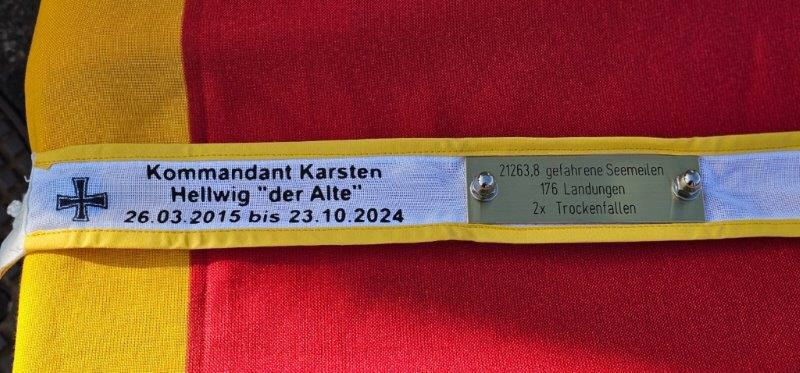 Kommandant Karsten
Hellwig "der Alte"
26.03.2015 bis 23.10.2024
21263,8 gefahrene Seemeilen
176 Landungen
2x Trockenfallen